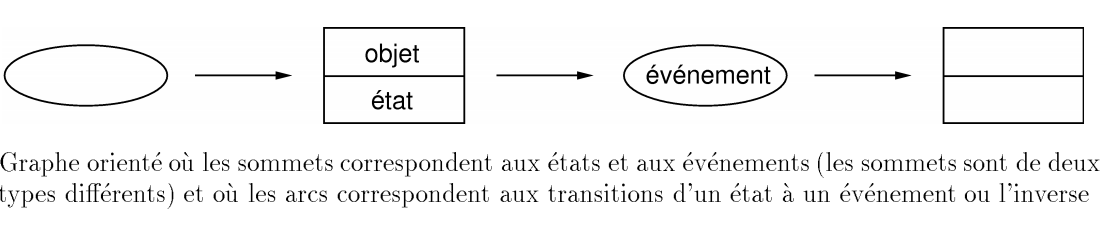 objet
état
événement
Graphe orienté où les sommets correspondent aux états et aux événements (les sommets sont de deux
types différents) et où les arcs correspondent aux transitions d'un état à un événement ou l'inverse